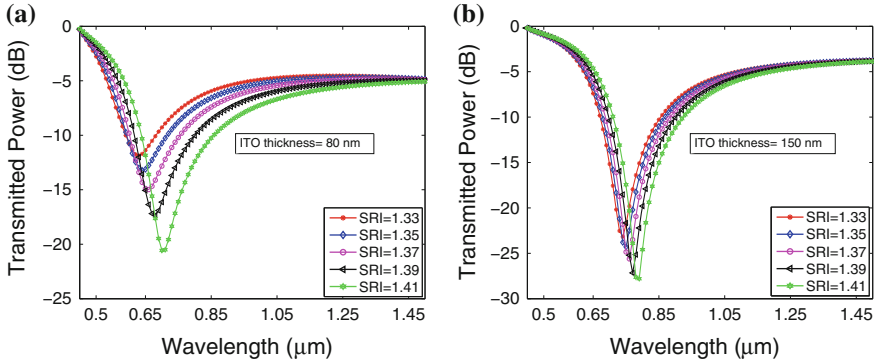 (a)
0
−5
−10
−15
−20
−25
Transmitted Power (dB)
ITO thickness= 80 nm
SRI=1.33
SRI=1.35
SRI=1.37
SRI=1.39
SRI=1.41
0.5 0.65 0.85 1.05 1.25 1.45
Wavelength (μm)
(b)
0
−5
−10
−15
−20
−25
−30
Transmitted Power (dB)
ITO thickness= 150 nm
SRI=1.33
SRI=1.35
SRI=1.37
SRI=1.39
SRI=1.41
0.5 0.65 0.85 1.05 1.25 1.45
Wavelength (μm)